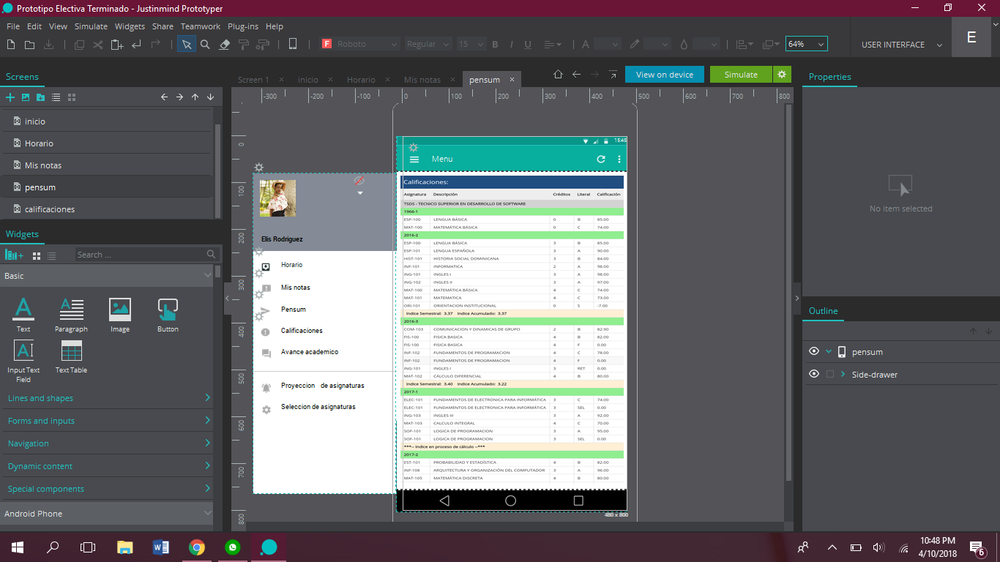 Prototipo Electiva Terminado - Justinmind Prototyper
File Edit View Simulate Widgets Share Teamwork Plug-ins Help
F Roboto Regular 15 B I U A 64% USER INTERFACE E
Screens
Screen 1 inicio Horario Mis notas pensum
View on device Simulate
Properties
-300 -200 -100 0 100 200 300 400 500 600 700 800
inicio
Horario
Mis notas
pensum
calificaciones
Widgets
Search ...
Basic
Text Paragraph Image Button
Input Text Field Text Table
Lines and shapes
Forms and inputs
Navigation
Dynamic content
Special components
Android Phone
0
100
200
300
400
500
600
700
800
Elis Rodriguez
Horario
Mis notas
Pensum
Calificaciones
Avance academico
Proyeccion de asignaturas
Seleccion de asignaturas
15:45
Menu
Calificaciones:
Asignatura Descripción Créditos Literal Calificación
TSDS - TECNICO SUPERIOR EN DESARROLLO DE SOFTWARE
1966-1
ESP-100 LENGUA BÁSICA 0 B 85.00
MAT-100 MATEMÁTICA BÁSICA 0 C 74.00
2016-2
ESP-100 LENGUA BÁSICA 3 B 85.00
ESP-101 LENGUA ESPAÑOLA 3 A 90.00
HIST-101 HISTORIA SOCIAL DOMINICANA 3 B 84.00
INF-101 INFORMATICA 2 A 98.00
ING-101 INGLES I 3 A 98.00
ING-102 INGLES II 3 A 97.00
MAT-100 MATEMÁTICA BÁSICA 4 C 74.00
MAT-101 MATEMATICA 4 C 73.00
ORI-101 ORIENTACION INSTITUCIONAL 0 S -7.00
Indice Semestral: 3.37 Indice Acumulado: 3.37
2016-3
COM-103 COMUNICACION Y DINAMICAS DE GRUPO 2 B 82.90
FIS-100 FISICA BASICA 4 B 82.00
FIS-100 FISICA BASICA 4 F 0.00
INF-102 FUNDAMENTOS DE PROGRAMACION 4 C 78.00
INF-102 FUNDAMENTOS DE PROGRAMACION 4 F 0.00
ING-101 INGLES I 3 RET 0.00
MAT-102 CÁLCULO DIFERENCIAL 4 B 80.00
Indice Semestral: 3.40 Indice Acumulado: 3.22
2017-1
ELEC-101 FUNDAMENTOS DE ELECTRONICA PARA INFORMÁTICA 3 C 74.00
ELEC-101 FUNDAMENTOS DE ELECTRONICA PARA INFORMÁTICA 3 SEL 0.00
ING-103 INGLES III 3 A 92.00
MAT-103 CALCULO INTEGRAL 4 C 70.00
SOF-101 LOGICA DE PROGRAMACION 3 A 95.00
SOF-101 LOGICA DE PROGRAMACION 3 SEL 0.00
***-- Indice en proceso de cálculo --***
2017-2
EST-101 PROBABILIDAD Y ESTADÍSTICA 4 B 82.00
INF-108 ARQUITECTURA Y ORGANIZACIÓN DEL COMPUTADOR 3 A 96.00
MAT-105 MATEMÁTICA DISCRETA 4 B 80.00
480 x 800
No item selected
Outline
pensum
Side-drawer
10:48 PM
4/10/2018
6